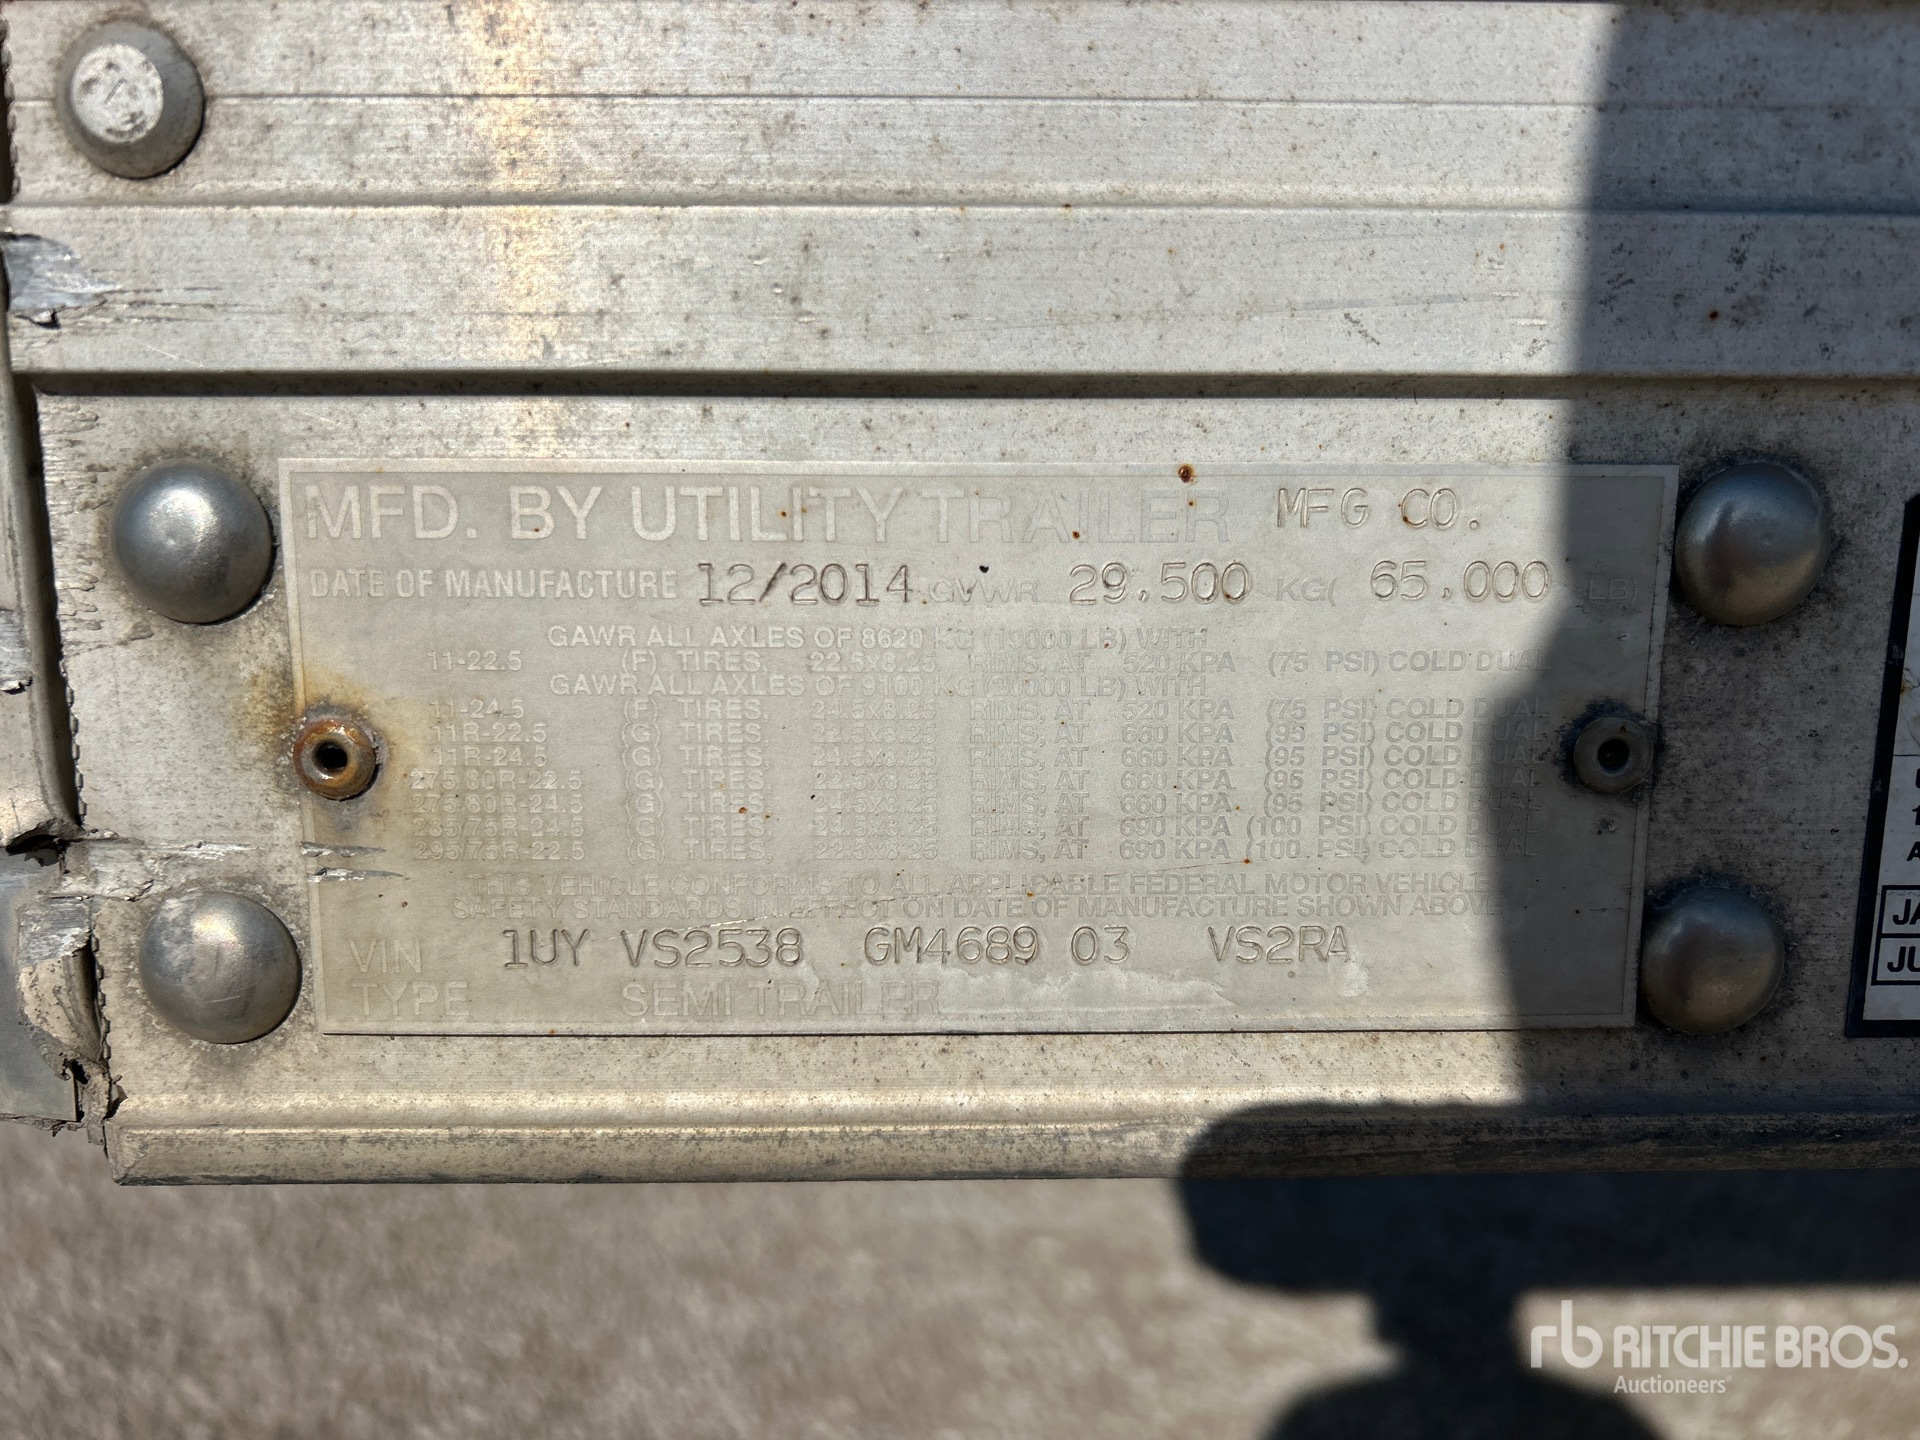 MFD. BY UTILITY TRAILER MFG CO.
DATE OF MANUFACTURE 12/2014 GVWR 29,500 KG( 65,000 LB)
GAWR ALL AXLES OF 8620 KG (19000 LB) WITH
11-22.5 (F) TIRES, 22.5x8.25 RIMS, AT 520 KPA (75 PSI) COLD DUAL
GAWR ALL AXLES OF 9100 KG (20000 LB) WITH
11-24.5 (F) TIRES, 24.5x8.25 RIMS, AT 520 KPA (75 PSI) COLD DUAL
11R-22.5 (G) TIRES, 22.5x8.25 RIMS, AT 660 KPA (95 PSI) COLD DUAL
11R-24.5 (G) TIRES, 24.5x8.25 RIMS, AT 660 KPA (95 PSI) COLD DUAL
275/80R-22.5 (G) TIRES, 22.5x8.25 RIMS, AT 660 KPA (95 PSI) COLD DUAL
275/80R-24.5 (G) TIRES, 24.5x8.25 RIMS, AT 660 KPA (95 PSI) COLD DUAL
285/75R-24.5 (G) TIRES, 24.5x8.25 RIMS, AT 690 KPA (100 PSI) COLD DUAL
295/75R-22.5 (G) TIRES, 22.5x8.25 RIMS, AT 690 KPA (100 PSI) COLD DUAL
THIS VEHICLE CONFORMS TO ALL APPLICABLE FEDERAL MOTOR VEHICLE
SAFETY STANDARDS IN EFFECT ON DATE OF MANUFACTURE SHOWN ABOVE
VIN 1UY VS2538 GM4689 03 VS2RA
TYPE SEMI TRAILER
JA
JU
rb RITCHIE BROS.
Auctioneers